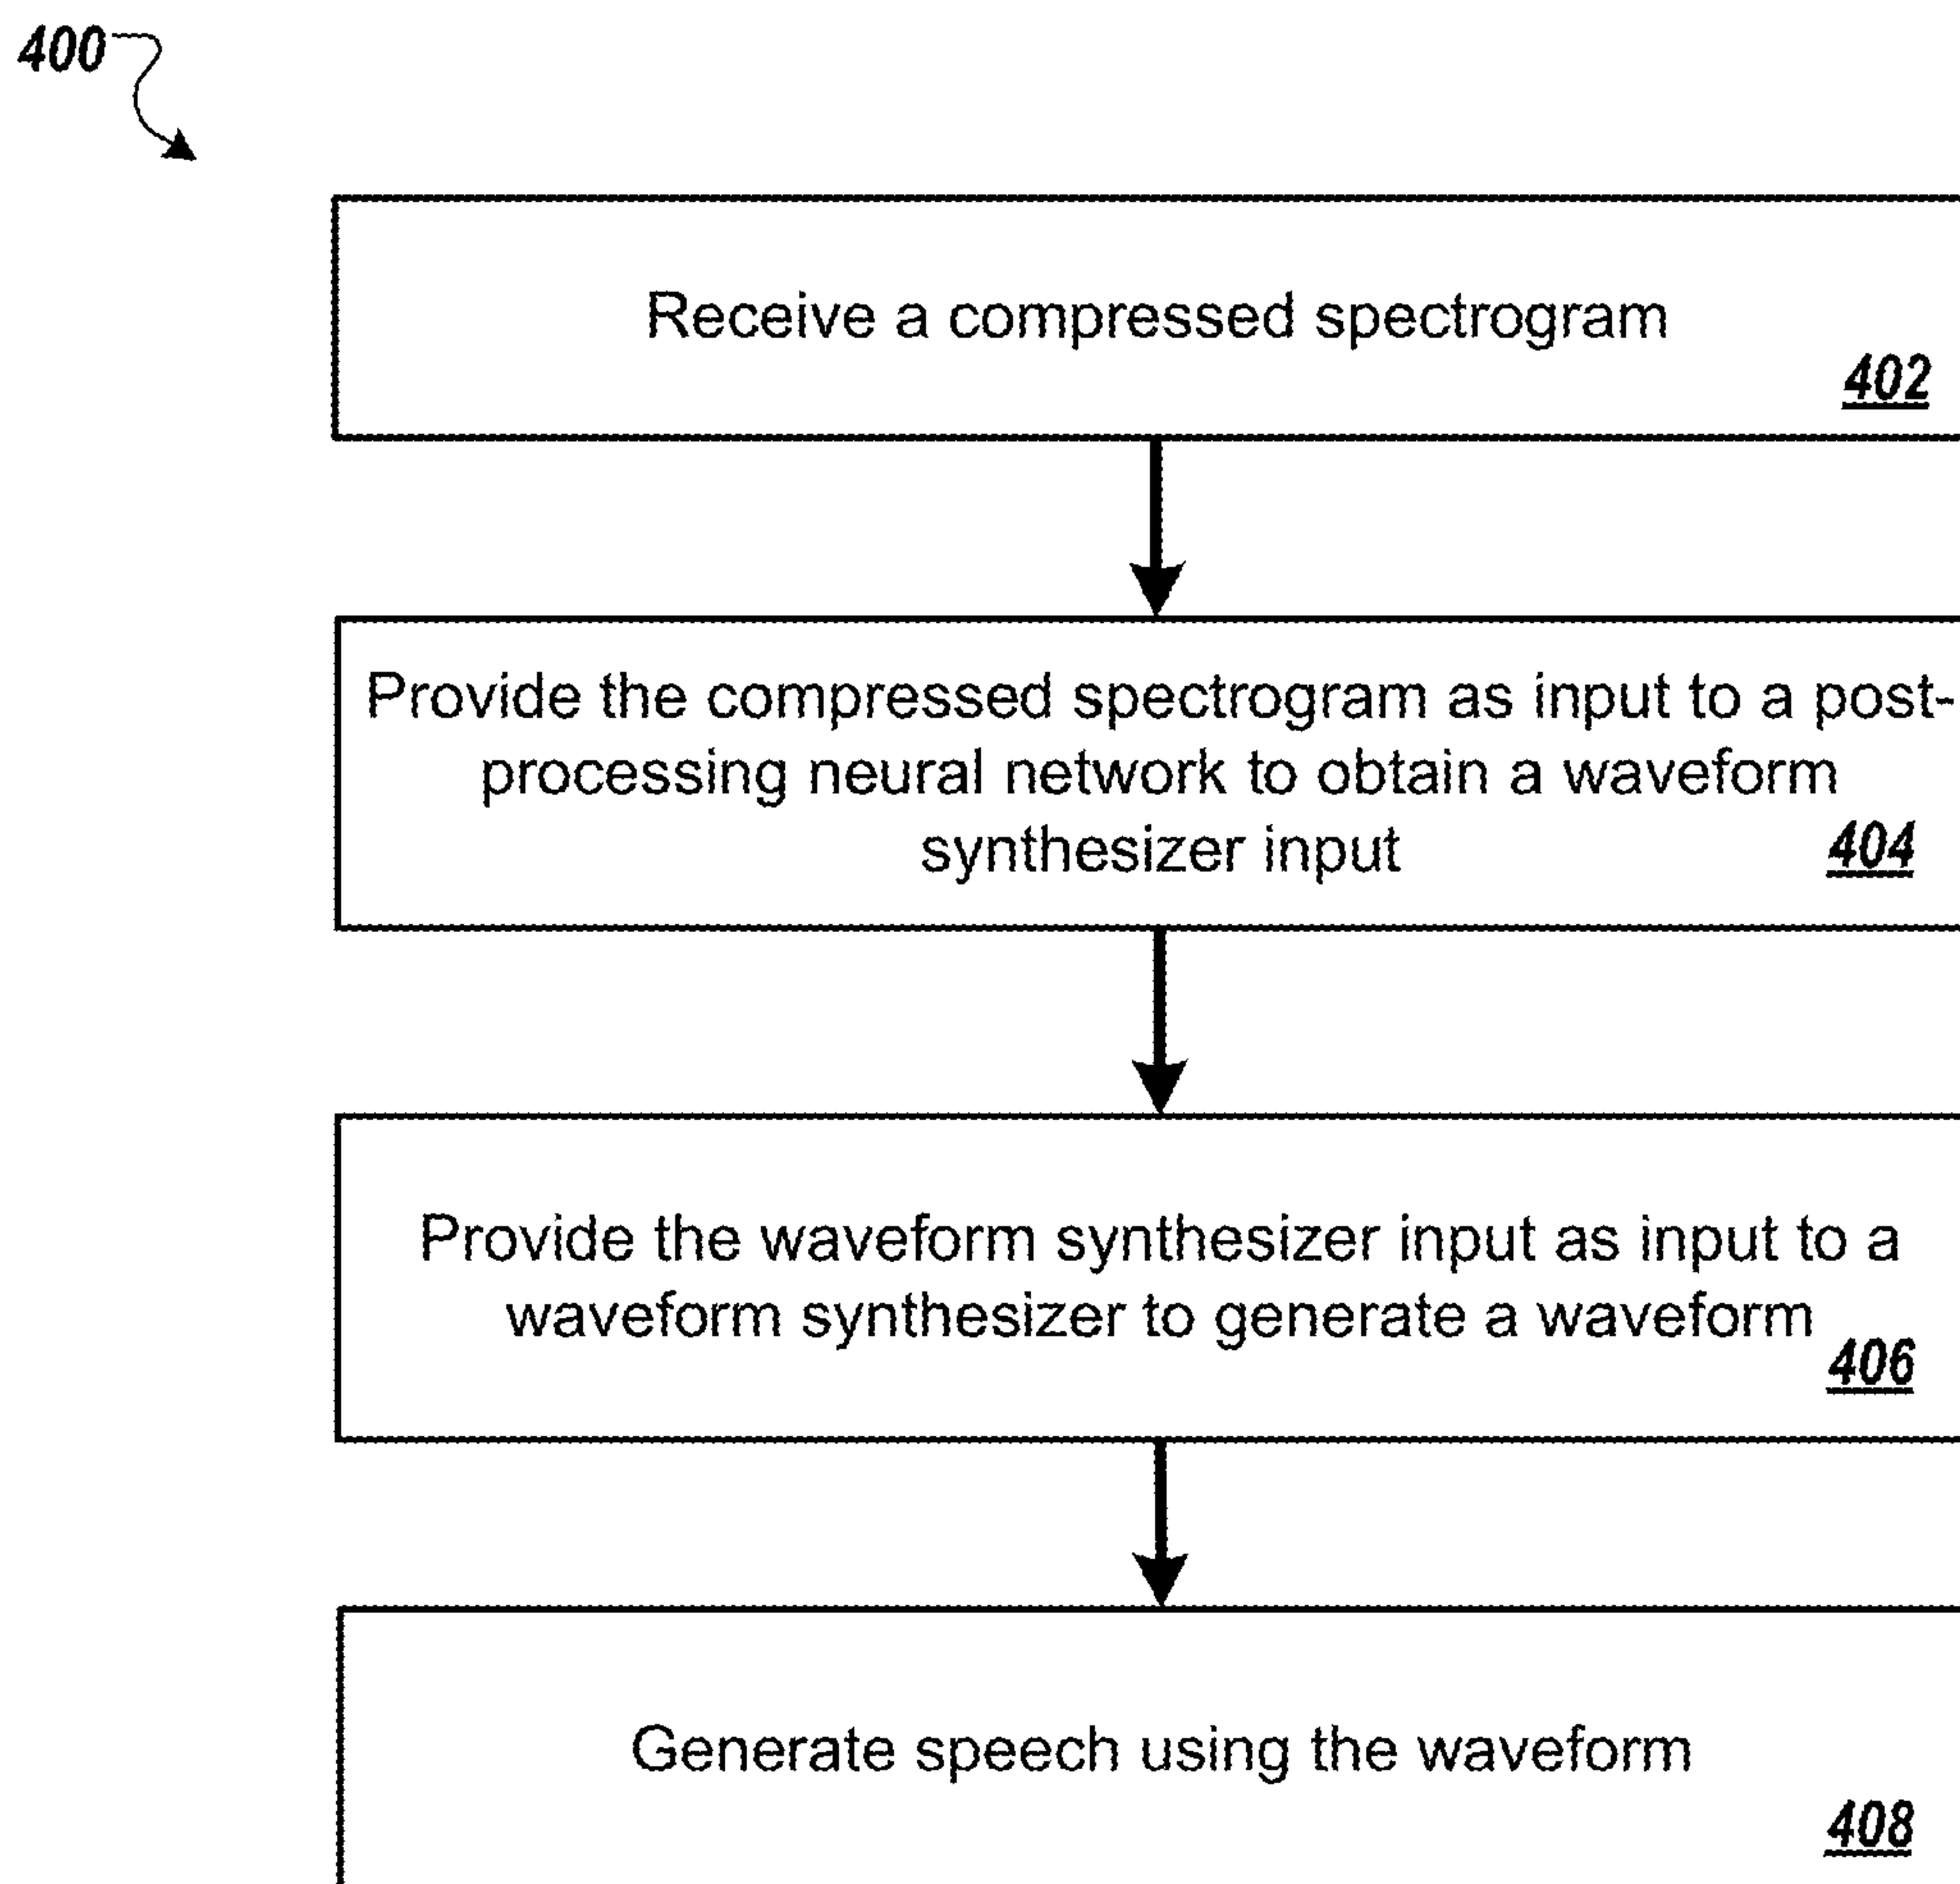 400
Receive a compressed spectrogram
402
Provide the compressed spectrogram as input to a post-
processing neural network to obtain a waveform
synthesizer input
404
Provide the waveform synthesizer input as input to a
waveform synthesizer to generate a waveform
406
Generate speech using the waveform
408